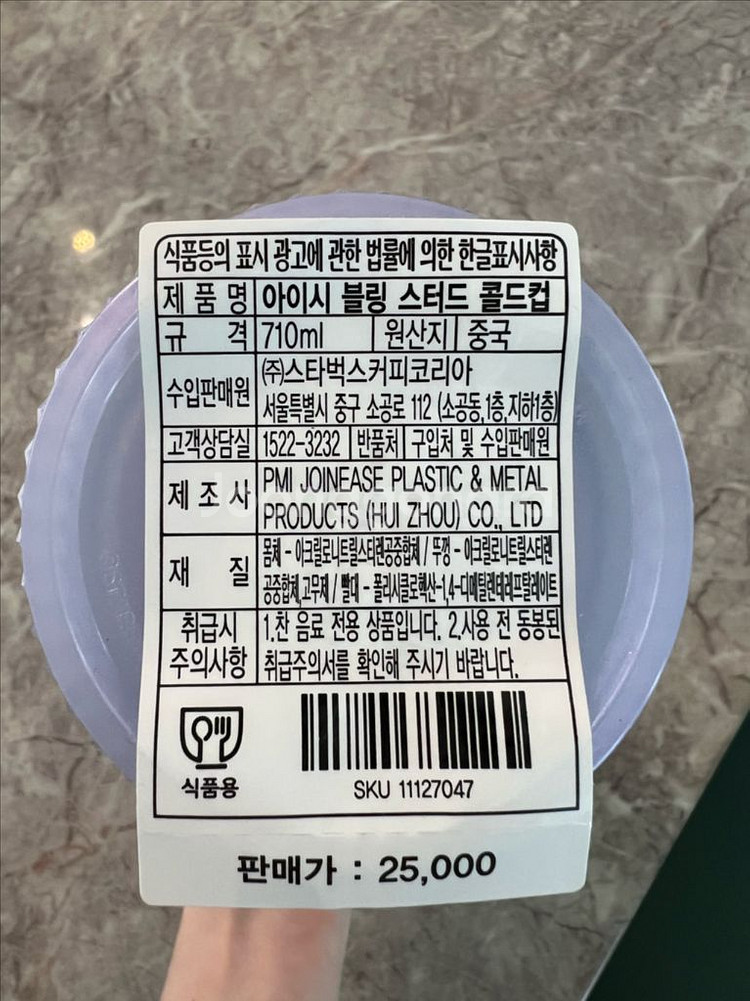 식품등의 표시 광고에 관한 법률에 의한 한글표시사항
제품명 아이시 블링 스터드 콜드컵
규격 710ml 원산지 중국
수입판매원 (주)스타벅스커피코리아
서울특별시 중구 소공로 112 (소공동,1층,지하1층)
고객상담실 1522-3232 반품처 구입처 및 수입판매원
제조사 PMI JOINEASE PLASTIC & METAL
PRODUCTS (HUI ZHOU) CO., LTD
재질 몸체 - 아크릴로니트릴스티렌공중합체 / 뚜껑 - 아크릴로니트릴스티렌
공중합체,고무제 / 빨대 - 폴리시클로헥산-1,4-디메틸렌테레프탈레이트
취급시 주의사항 1.찬 음료 전용 상품입니다. 2.사용 전 동봉된
취급주의서를 확인해 주시기 바랍니다.
식품용
SKU 11127047
판매가 : 25,000